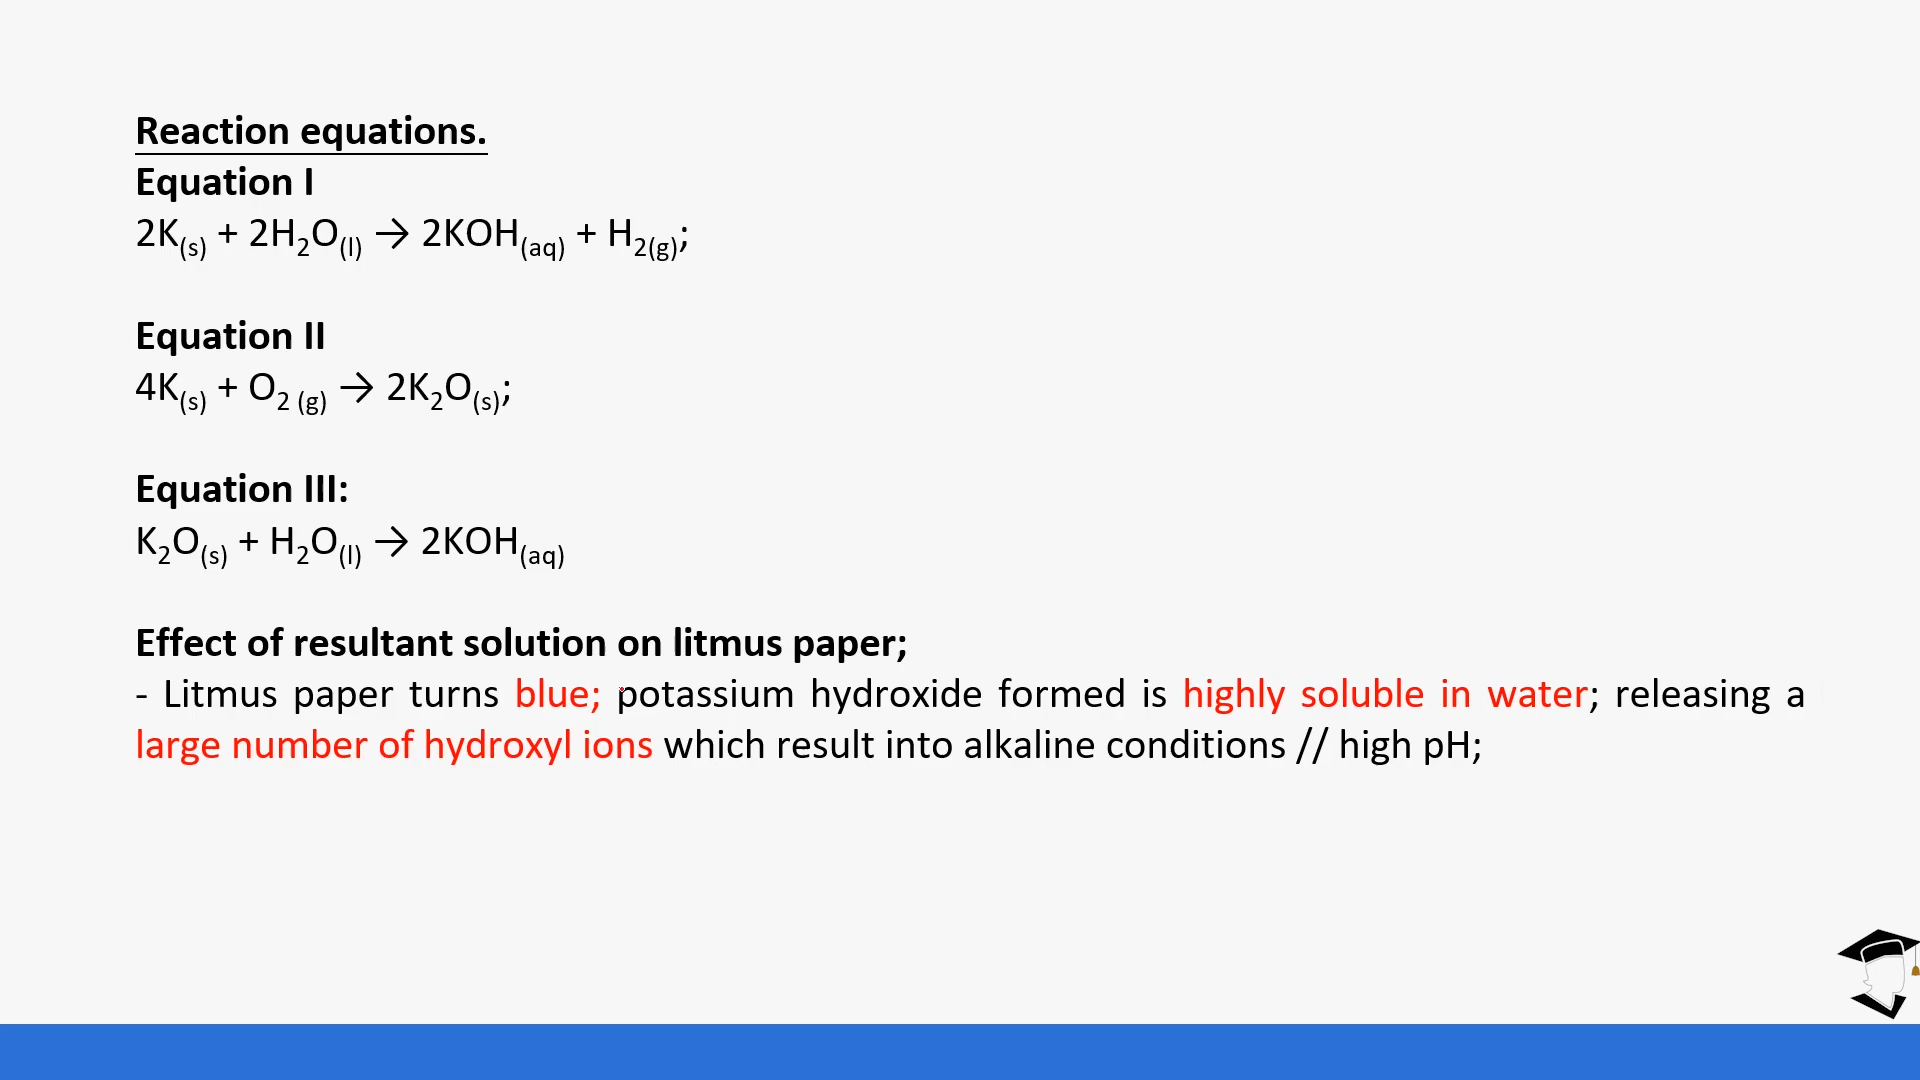 Reaction equations.
Equation I
2K(s) + 2H₂O(l) → 2KOH(aq) + H₂(g);
Equation II
4K(s) + O₂ (g) → 2K₂O(s);
Equation III:
K₂O(s) + H₂O(l) → 2KOH(aq)
Effect of resultant solution on litmus paper;
- Litmus paper turns blue; potassium hydroxide formed is highly soluble in water; releasing a
large number of hydroxyl ions which result into alkaline conditions // high pH;